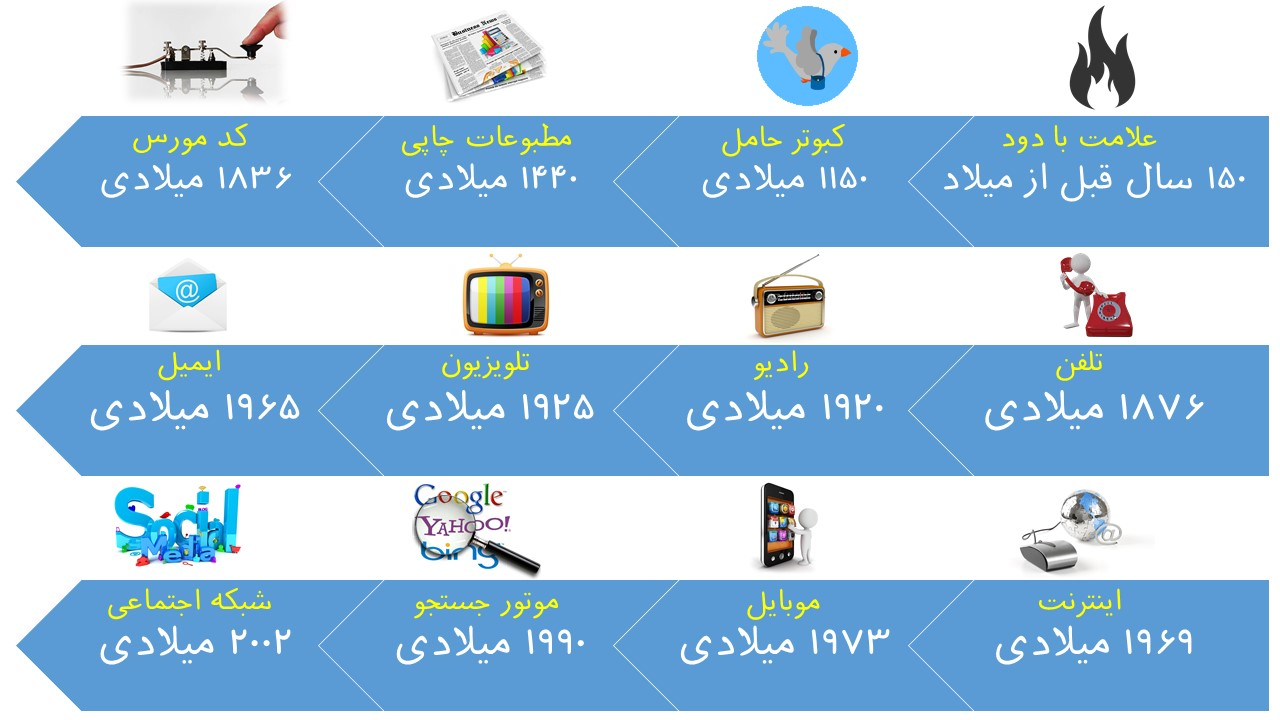 علامت با دود
۱۵۰ سال قبل از میلاد
کبوتر حامل
۱۱۵۰ میلادی
Business News
مطبوعات چاپی
۱۴۴۰ میلادی
کد مورس
۱۸۳۶ میلادی
تلفن
۱۸۷۶ میلادی
رادیو
۱۹۲۰ میلادی
تلویزیون
۱۹۲۵ میلادی
@
ایمیل
۱۹۶۵ میلادی
@
اینترنت
۱۹۶۹ میلادی
موبایل
۱۹۷۳ میلادی
Google
YAHOO!
bing
موتور جستجو
۱۹۹۰ میلادی
Social
Media
شبکه اجتماعی
۲۰۰۲ میلادی